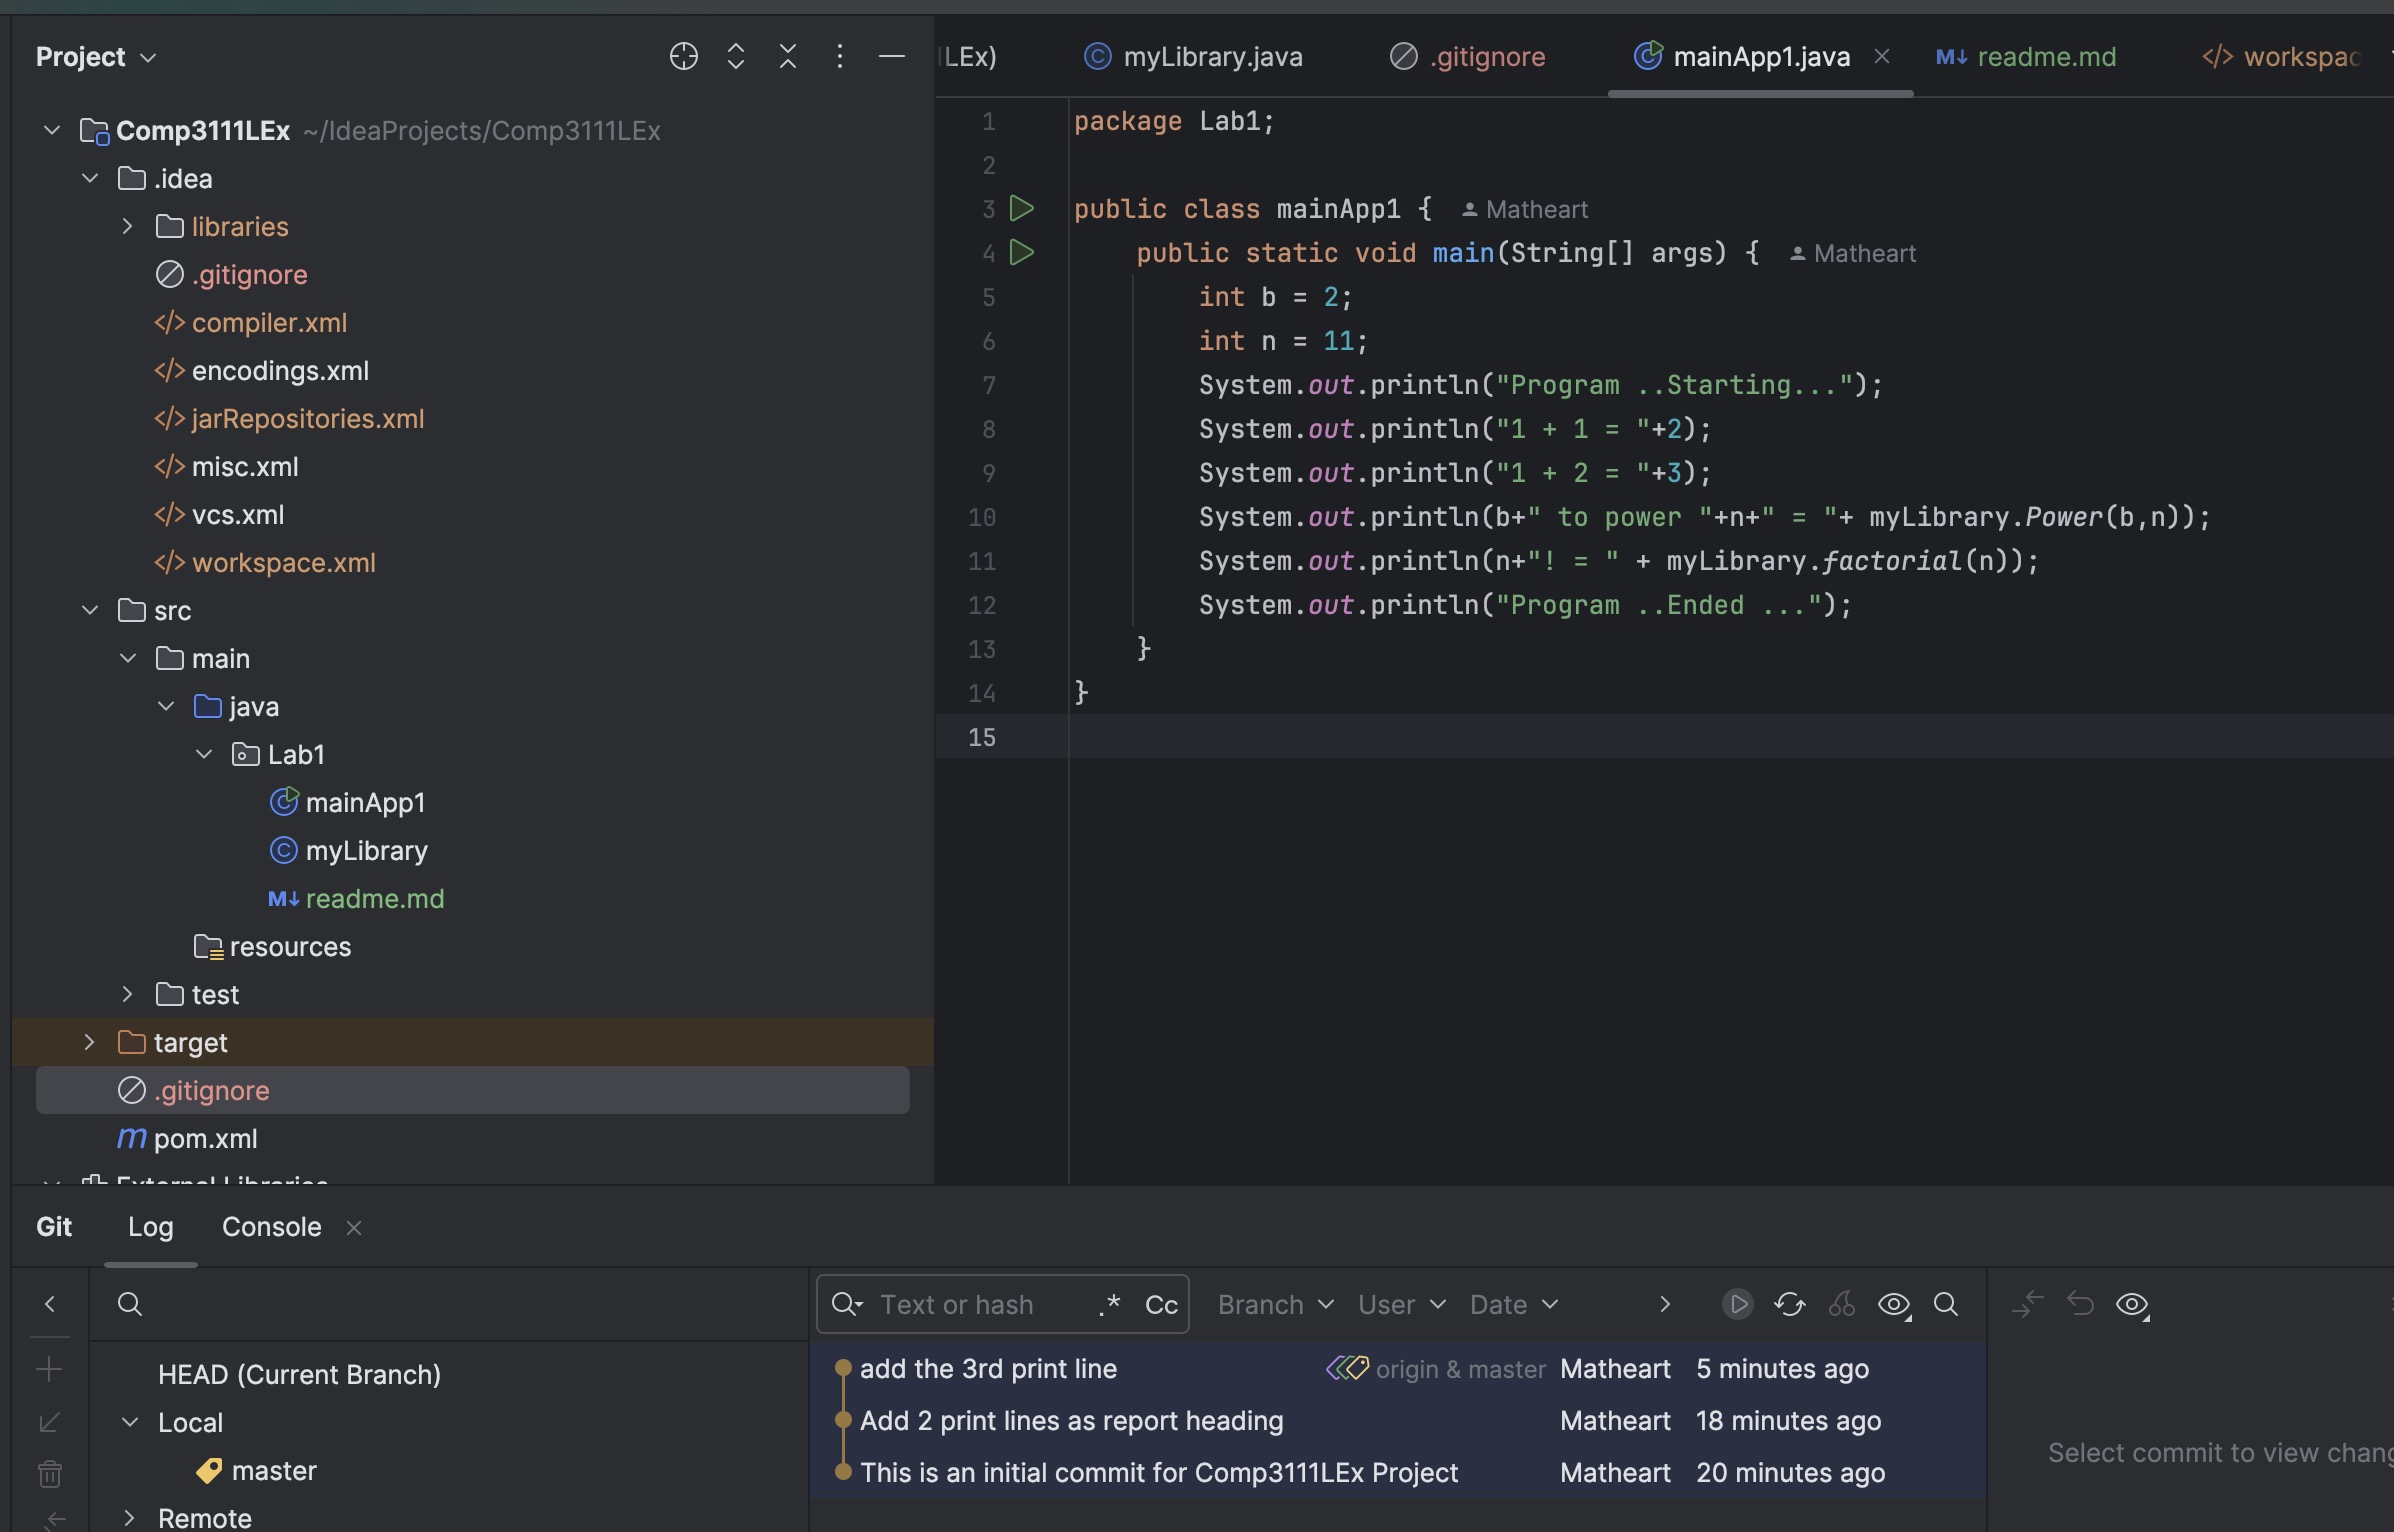 Project
Comp3111LEx ~/IdeaProjects/Comp3111LEx
.idea
libraries
.gitignore
compiler.xml
encodings.xml
jarRepositories.xml
misc.xml
vcs.xml
workspace.xml
src
main
java
Lab1
mainApp1
myLibrary
readme.md
resources
test
target
.gitignore
pom.xml
External Libraries
LEx) myLibrary.java .gitignore mainApp1.java readme.md workspac
1 package Lab1;
2
3 public class mainApp1 { Matheart
4 public static void main(String[] args) { Matheart
5 int b = 2;
6 int n = 11;
7 System.out.println("Program ..Starting...");
8 System.out.println("1 + 1 = "+2);
9 System.out.println("1 + 2 = "+3);
10 System.out.println(b+" to power "+n+" = "+ myLibrary.Power(b,n));
11 System.out.println(n+"! = " + myLibrary.factorial(n));
12 System.out.println("Program ..Ended ...");
13 }
14 }
15
Git Log Console
HEAD (Current Branch)
Local
master
Remote
Text or hash .* Cc Branch User Date
add the 3rd print line origin & master Matheart 5 minutes ago
Add 2 print lines as report heading Matheart 18 minutes ago
This is an initial commit for Comp3111LEx Project Matheart 20 minutes ago
Select commit to view chang